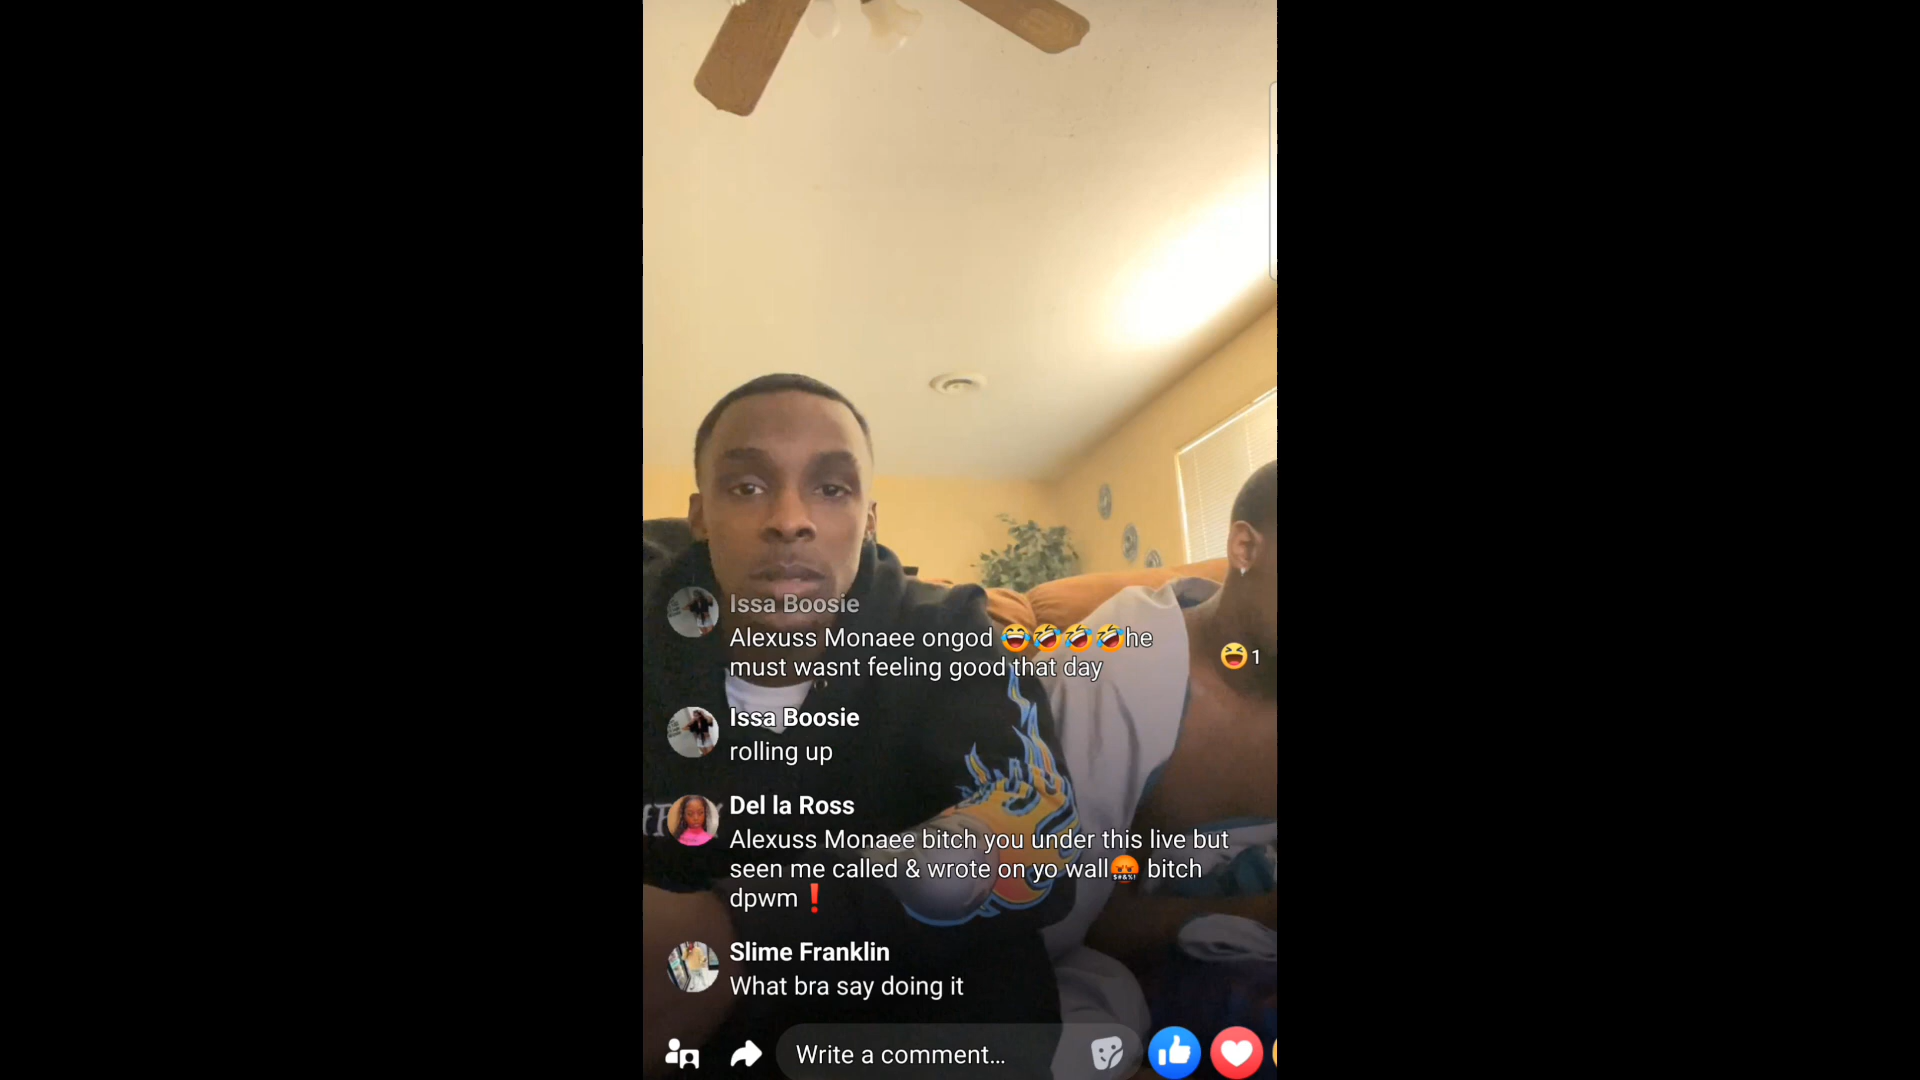 Issa Boosie
Alexuss Monaee ongod 😂🤣🤣🤣he
must wasnt feeling good that day
😆 1
Issa Boosie
rolling up
Del la Ross
Alexuss Monaee bitch you under this live but
seen me called & wrote on yo wall🤬 bitch
dpwm❗
Slime Franklin
What bra say doing it
Write a comment...